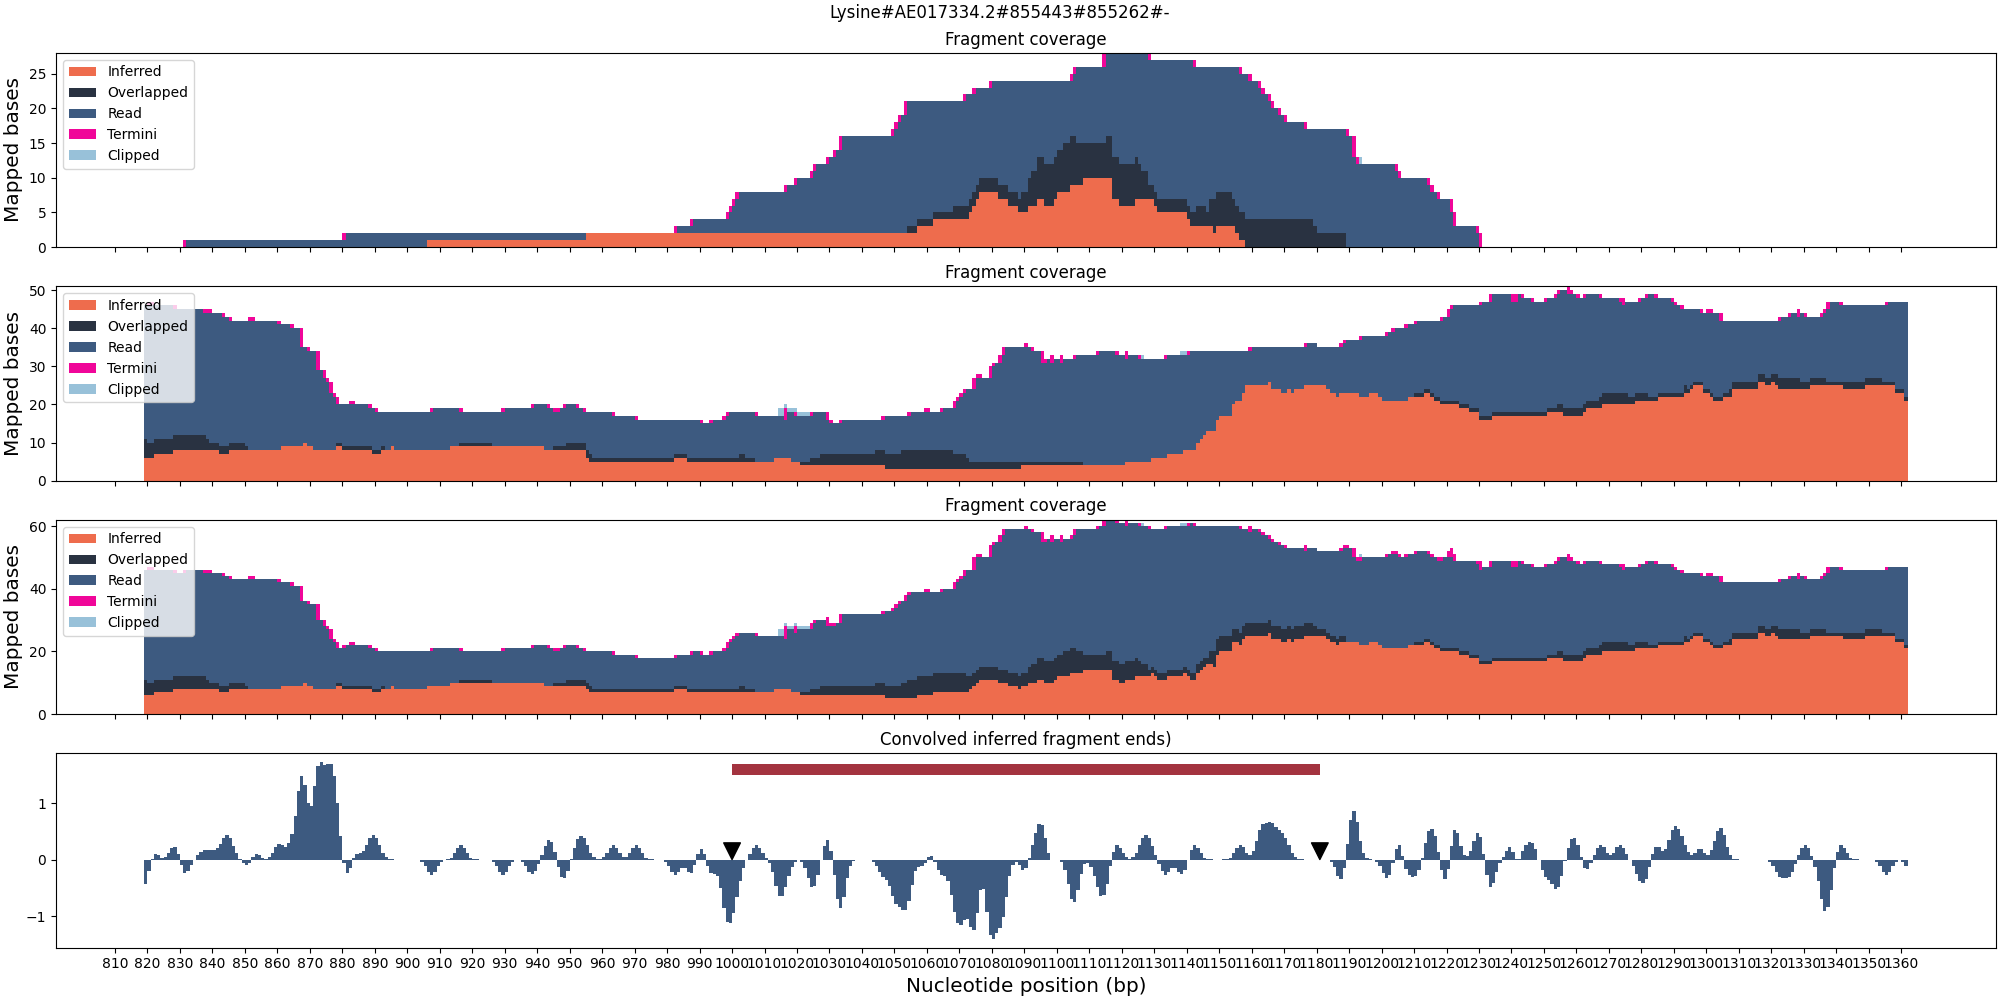 Lysine#AE017334.2#855443#855262#-
Fragment coverage
Mapped bases
25
20
15
10
5
0
Inferred
Overlapped
Read
Termini
Clipped
Fragment coverage
Mapped bases
50
40
30
20
10
0
Inferred
Overlapped
Read
Termini
Clipped
Fragment coverage
Mapped bases
60
40
20
0
Inferred
Overlapped
Read
Termini
Clipped
Convolved inferred fragment ends)
1
0
−1
810 820 830 840 850 860 870 880 890 900 910 920 930 940 950 960 970 980 990 1000 1010 1020 1030 1040 1050 1060 1070 1080 1090 1100 1110 1120 1130 1140 1150 1160 1170 1180 1190 1200 1210 1220 1230 1240 1250 1260 1270 1280 1290 1300 1310 1320 1330 1340 1350 1360
Nucleotide position (bp)